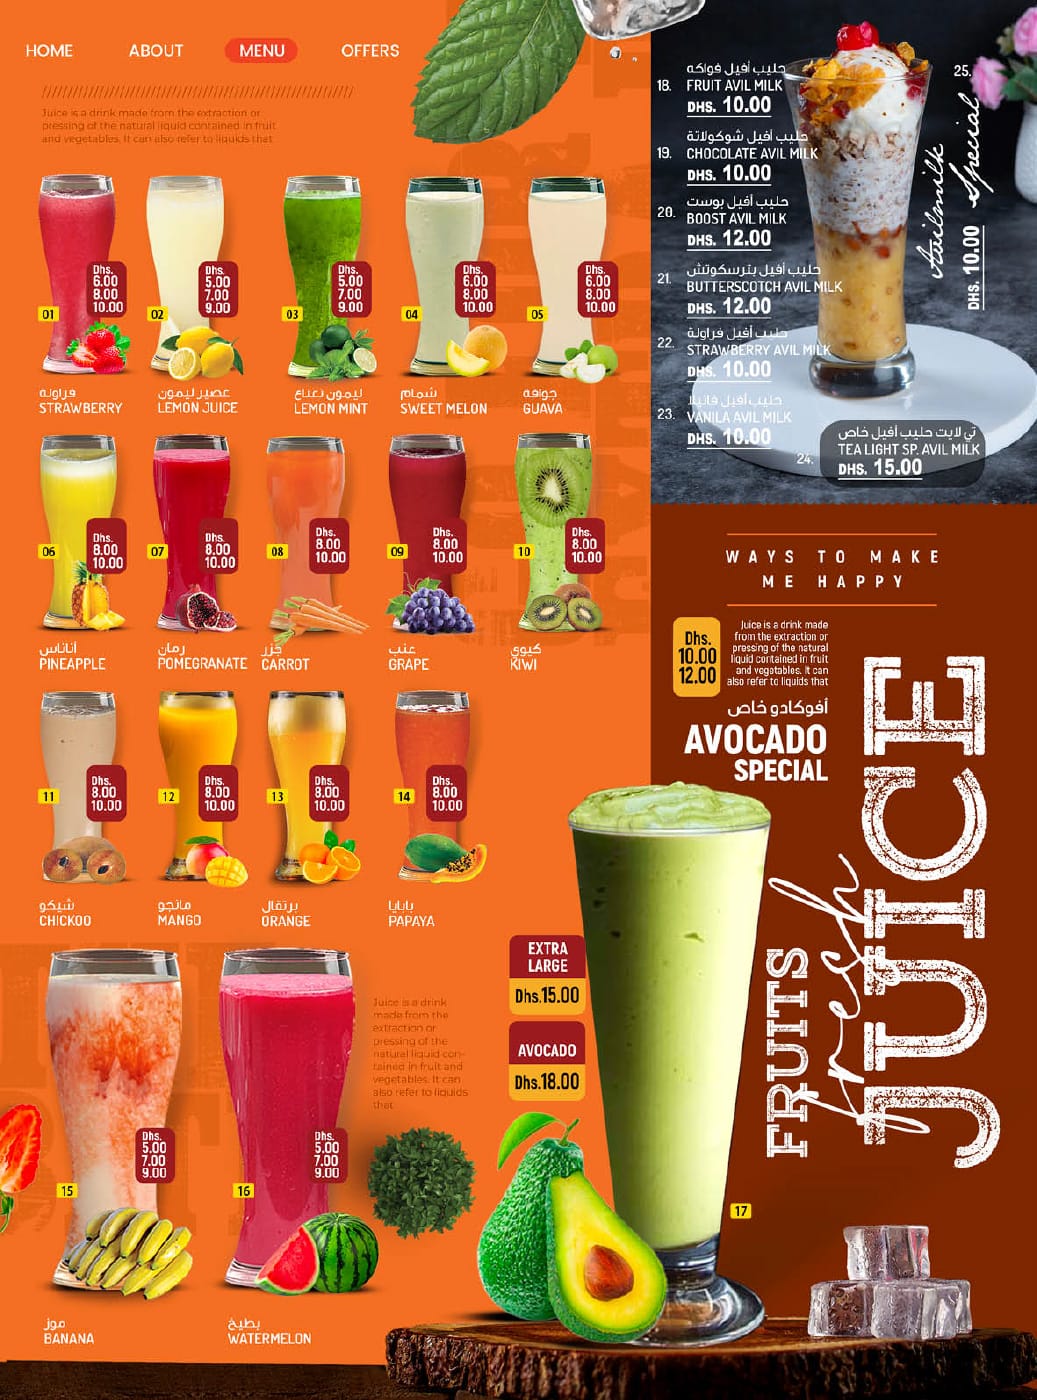 HOME ABOUT MENU OFFERS
Juice is a drink made from the extraction or
pressing of the natural liquid contained in fruit
and vegetables. It can also refer to liquids that
Dhs.
6.00
8.00
10.00
01
فراولة
STRAWBERRY
Dhs.
5.00
7.00
9.00
02
عصير ليمون
LEMON JUICE
Dhs.
5.00
7.00
9.00
03
ليمون نعناع
LEMON MINT
Dhs.
6.00
8.00
10.00
04
شمام
SWEET MELON
Dhs.
6.00
8.00
10.00
05
جوافة
GUAVA
Dhs.
8.00
10.00
06
أناناس
PINEAPPLE
Dhs.
8.00
10.00
07
رمان
POMEGRANATE
Dhs.
8.00
10.00
08
جزر
CARROT
Dhs.
8.00
10.00
09
عنب
GRAPE
Dhs.
8.00
10.00
10
كيوي
KIWI
Dhs.
8.00
10.00
11
شيكو
CHICKOO
Dhs.
8.00
10.00
12
مانجو
MANGO
Dhs.
8.00
10.00
13
برتقال
ORANGE
Dhs.
8.00
10.00
14
بابايا
PAPAYA
Dhs.
5.00
7.00
9.00
15
موز
BANANA
Dhs.
5.00
7.00
9.00
16
بطيخ
WATERMELON
Juice is a drink
made from the
extraction or
pressing of the
natural liquid con-
tained in fruit and
vegetables. It can
also refer to liquids
that
18.
حليب أفيل فواكه
FRUIT AVIL MILK
DHS. 10.00
19.
حليب أفيل شوكولاتة
CHOCOLATE AVIL MILK
DHS. 10.00
20.
حليب أفيل بوست
BOOST AVIL MILK
DHS. 12.00
21.
حليب أفيل بترسكوتش
BUTTERSCOTCH AVIL MILK
DHS. 12.00
22.
حليب أفيل فراولة
STRAWBERRY AVIL MILK
DHS. 10.00
23.
حليب أفيل فانيلا
VANILA AVIL MILK
DHS. 10.00
24.
تي لايت حليب أفيل خاص
TEA LIGHT SP. AVIL MILK
DHS. 15.00
25.
Avilmilk
Special
DHS. 10.00
WAYS TO MAKE
ME HAPPY
Dhs.
10.00
12.00
Juice is a drink made
from the extraction or
pressing of the natural
liquid contained in fruit
and vegetables. It can
also refer to liquids that
أفوكادو خاص
AVOCADO
SPECIAL
EXTRA
LARGE
Dhs.15.00
AVOCADO
Dhs.18.00
17
FRUITS
fresh
JUICE